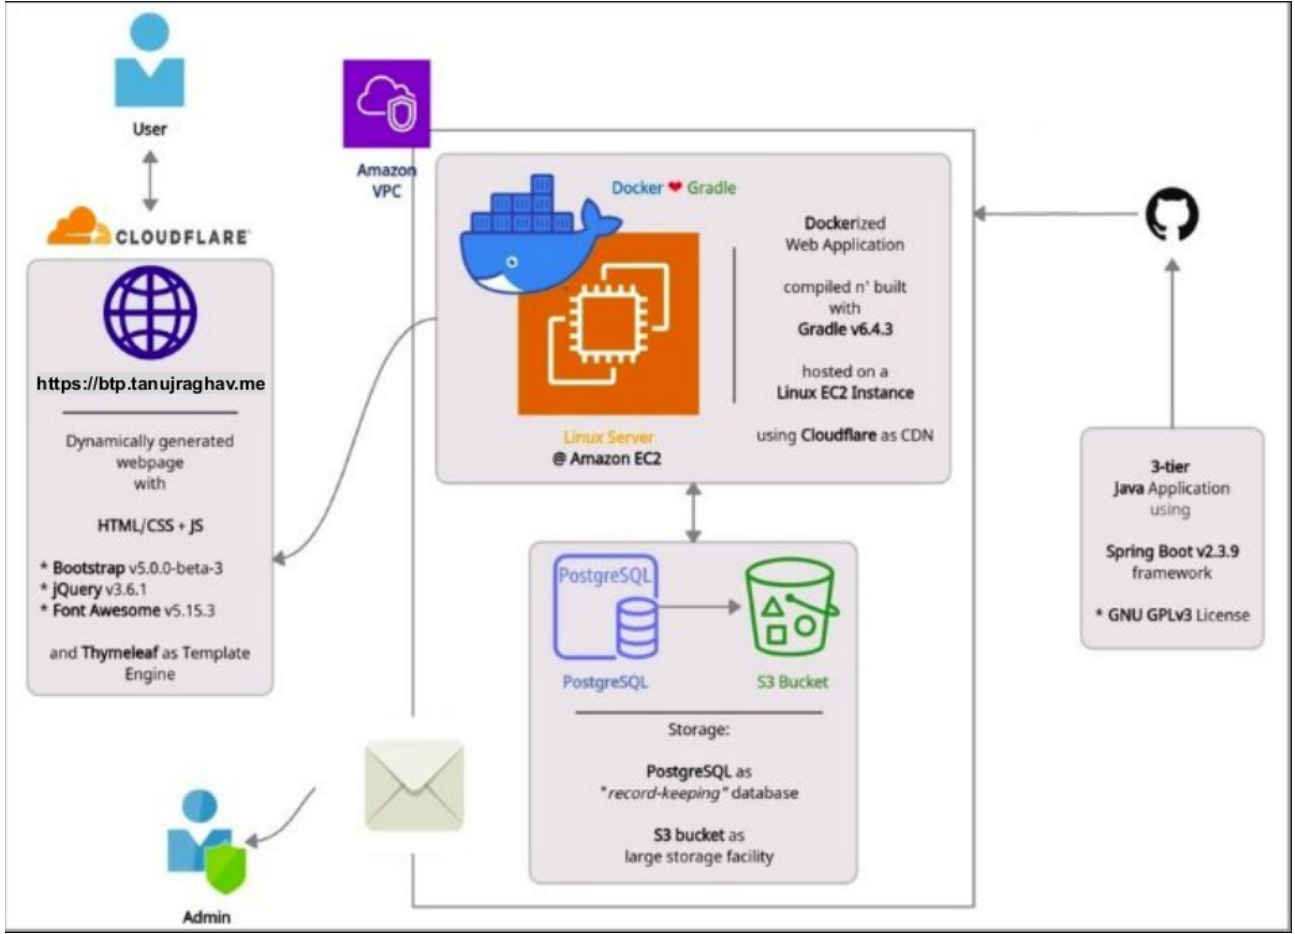 User
CLOUDFLARE
https://btp.tanujraghav.me
Dynamically generated
webpage
with
HTML/CSS + JS
* Bootstrap v5.0.0-beta-3
* jQuery v3.6.1
* Font Awesome v5.15.3
and Thymeleaf as Template
Engine
Amazon
VPC
Docker ❤ Gradle
Dockerized
Web Application
compiled n' built
with
Gradle v6.4.3
hosted on a
Linux EC2 Instance
using Cloudflare as CDN
Linux Server
@ Amazon EC2
PostgreSQL
PostgreSQL
S3 Bucket
Storage:
PostgreSQL as
"record-keeping" database
S3 bucket as
large storage facility
3-tier
Java Application
using
Spring Boot v2.3.9
framework
* GNU GPLv3 License
Admin